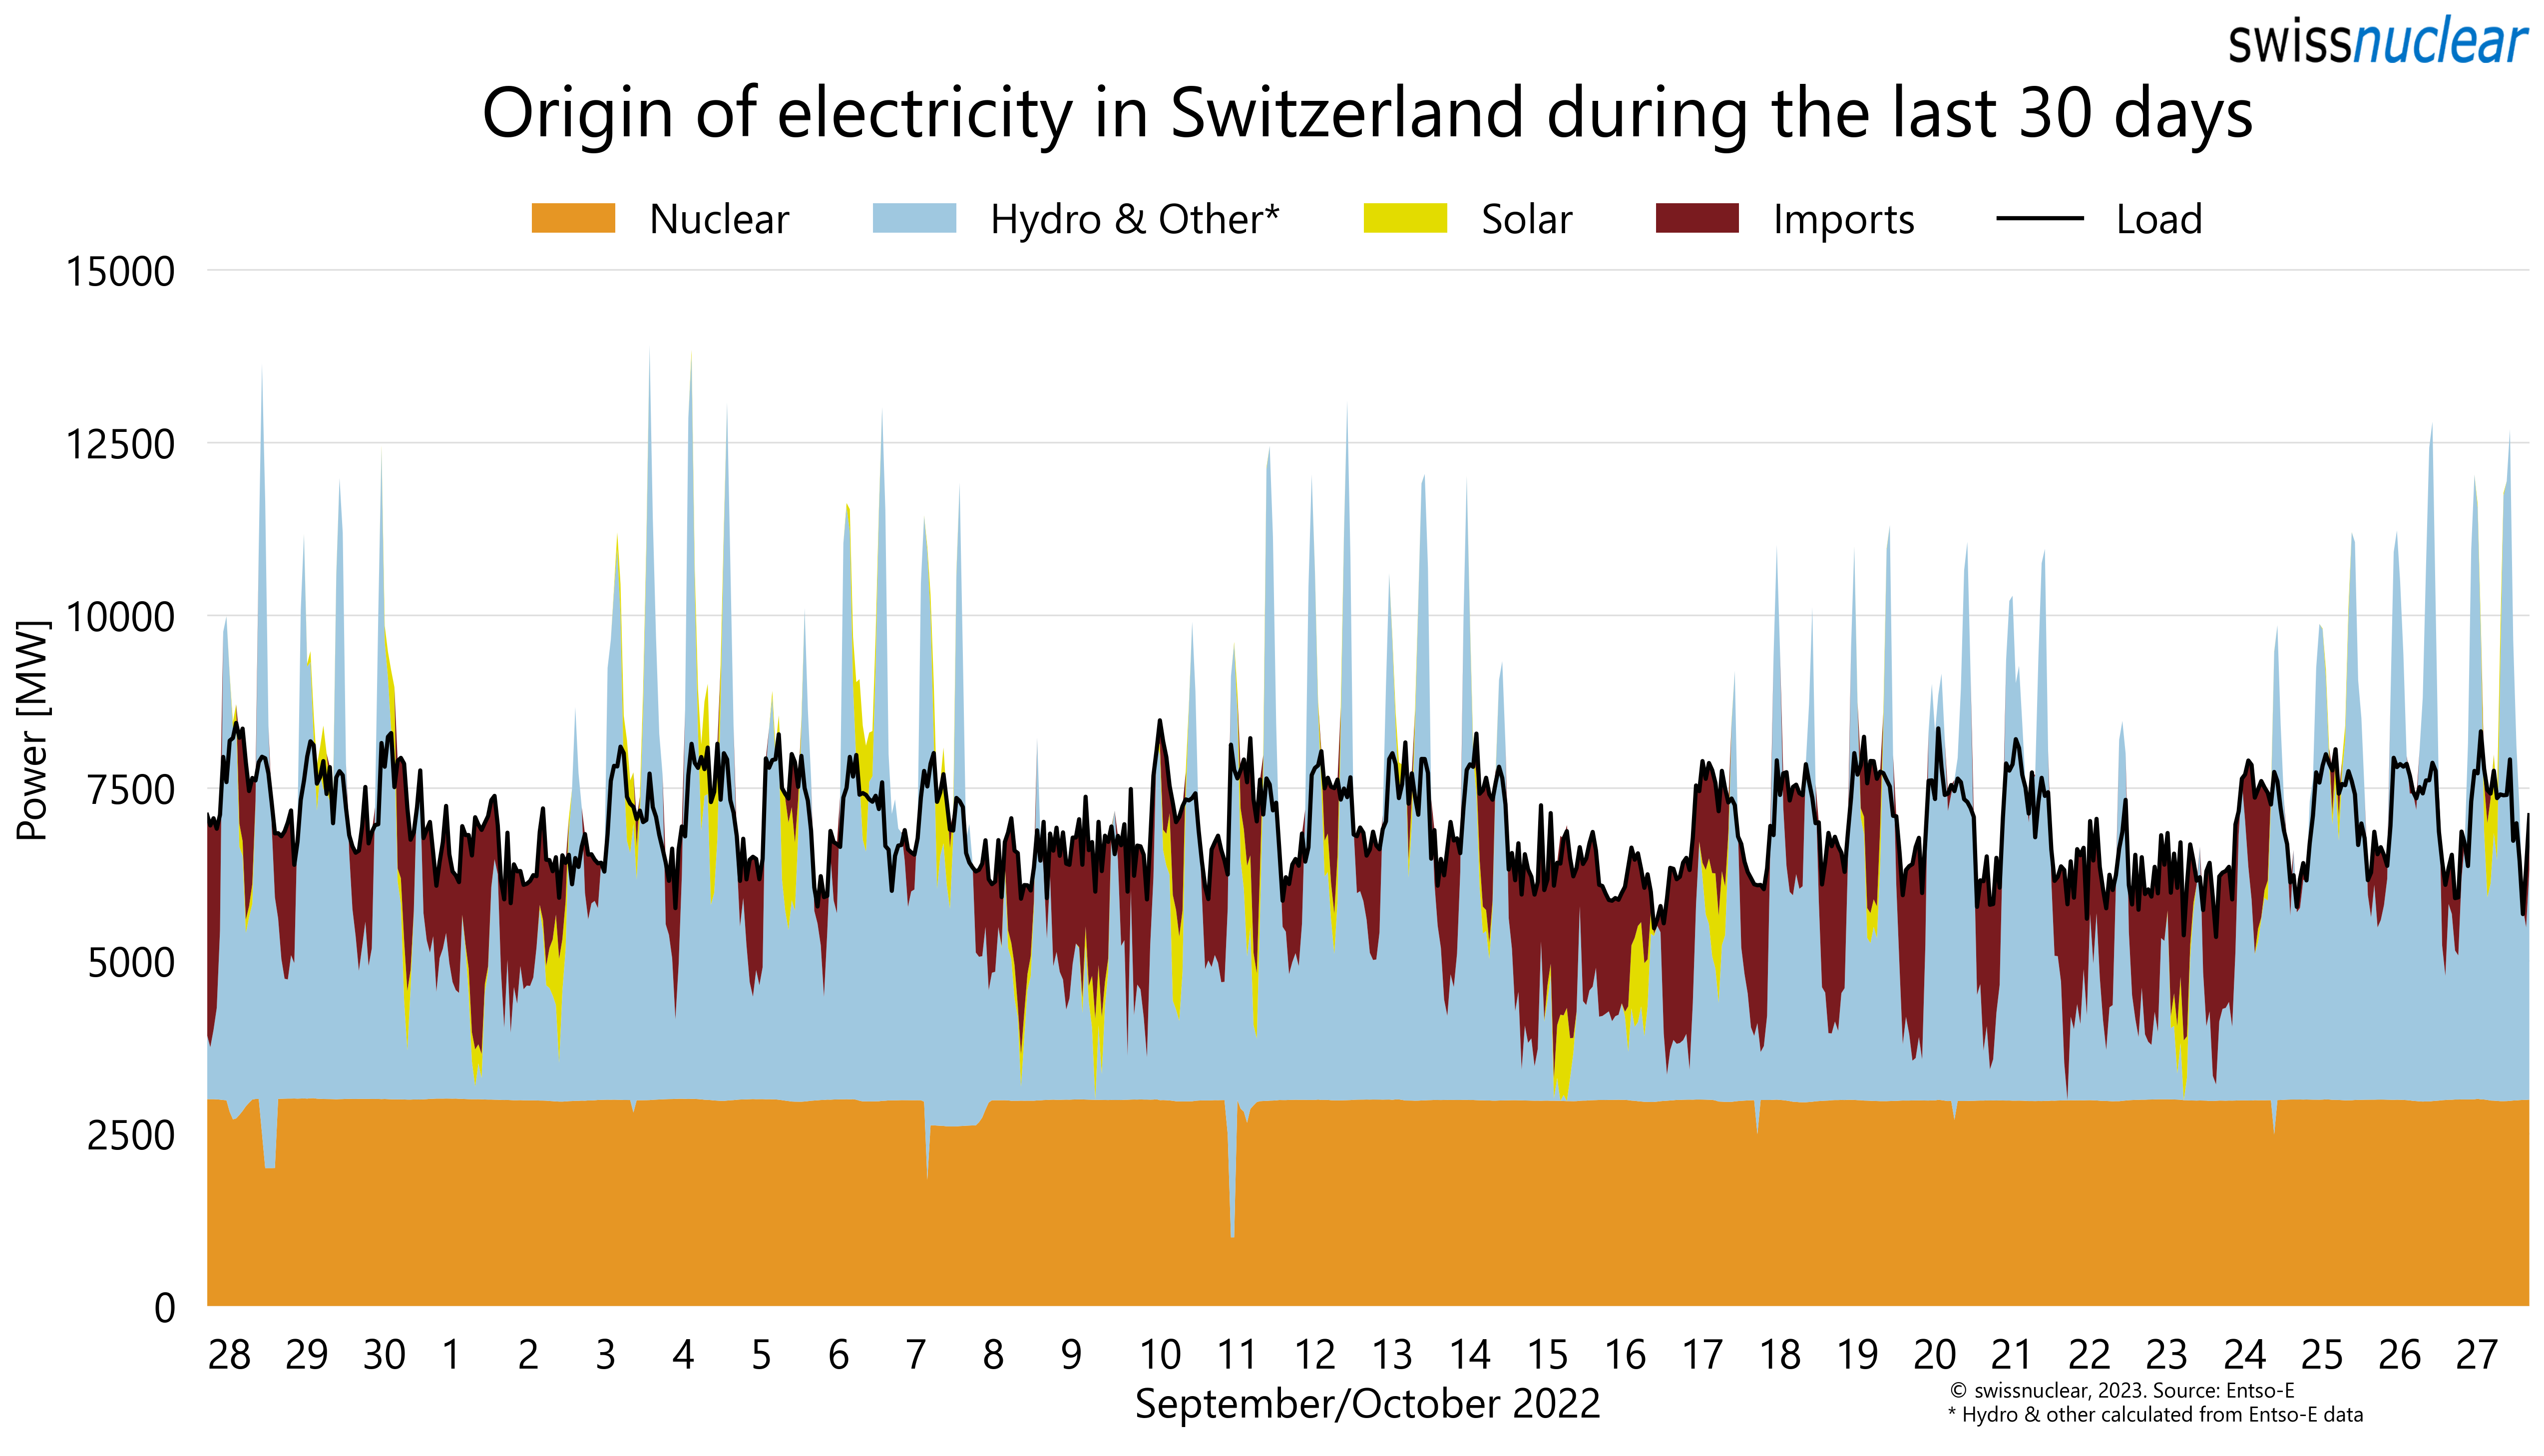 swissnuclear
Origin of electricity in Switzerland during the last 30 days
Nuclear Hydro & Other* Solar Imports Load
15000
12500
10000
7500
5000
2500
0
Power [MW]
28 29 30 1 2 3 4 5 6 7 8 9 10 11 12 13 14 15 16 17 18 19 20 21 22 23 24 25 26 27
September/October 2022
© swissnuclear, 2023. Source: Entso-E
* Hydro & other calculated from Entso-E data